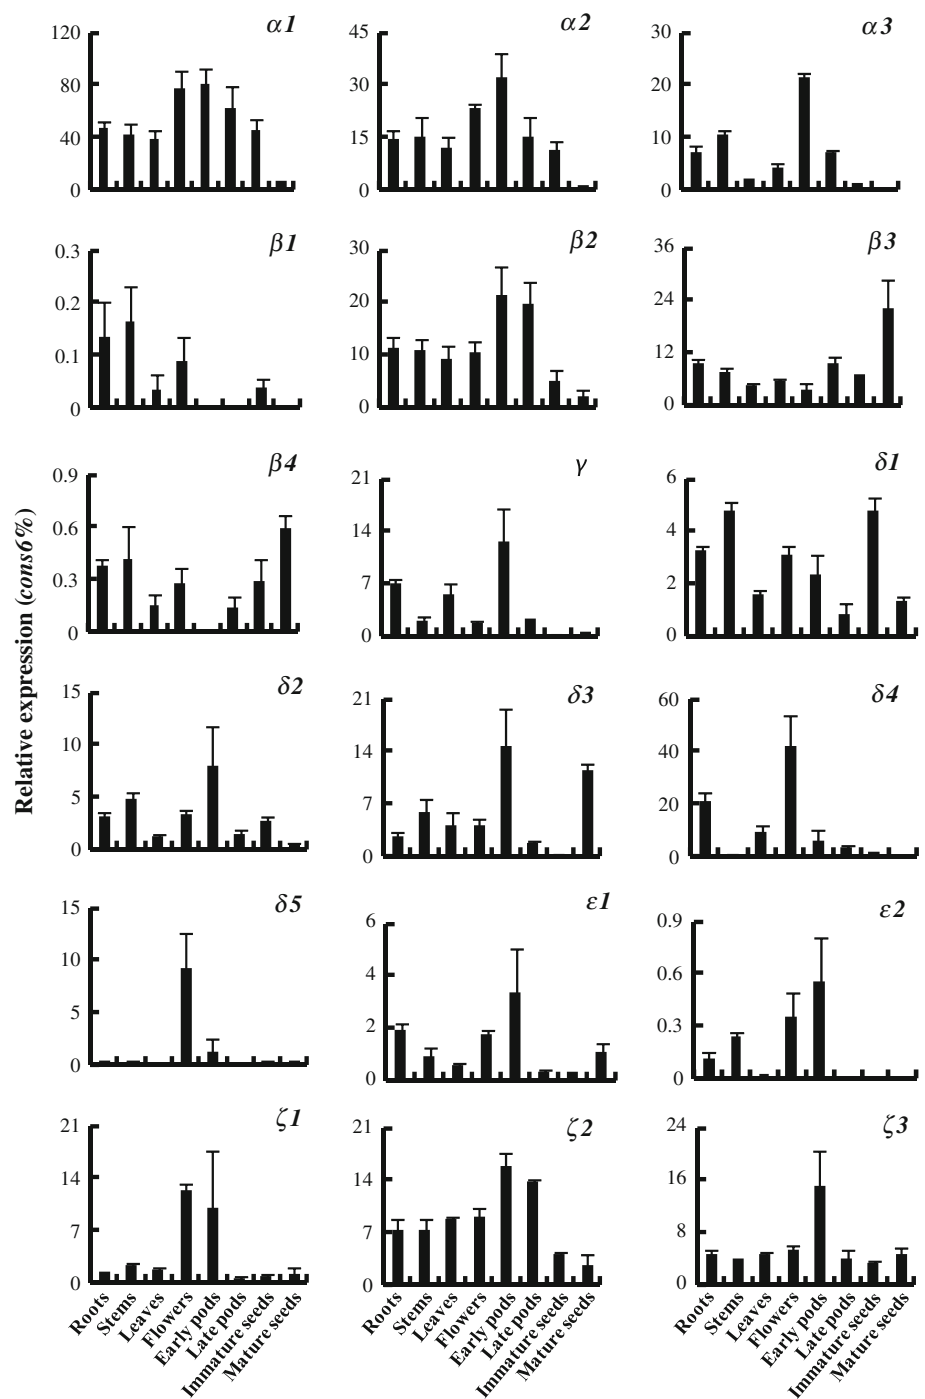 α1 α2 α3
120 45 30
80 30 20
40 15 10
0 0 0
β1 β2 β3
0.3 30 36
0.2 20 24
0.1 10 12
0 0 0
β4 γ δ1
0.9 21 6
0.6 14 4
0.3 7 2
0 0 0
Relative expression (cons6%)
δ2 δ3 δ4
15 21 60
10 14 40
5 7 20
0 0 0
δ5 ε1 ε2
15 6 0.9
10 4 0.6
5 2 0.3
0 0 0
ζ1 ζ2 ζ3
21 21 24
14 14 16
7 7 8
0 0 0
Roots Stems Leaves Flowers Early pods Late pods Immature seeds Mature seeds
Roots Stems Leaves Flowers Early pods Late pods Immature seeds Mature seeds
Roots Stems Leaves Flowers Early pods Late pods Immature seeds Mature seeds